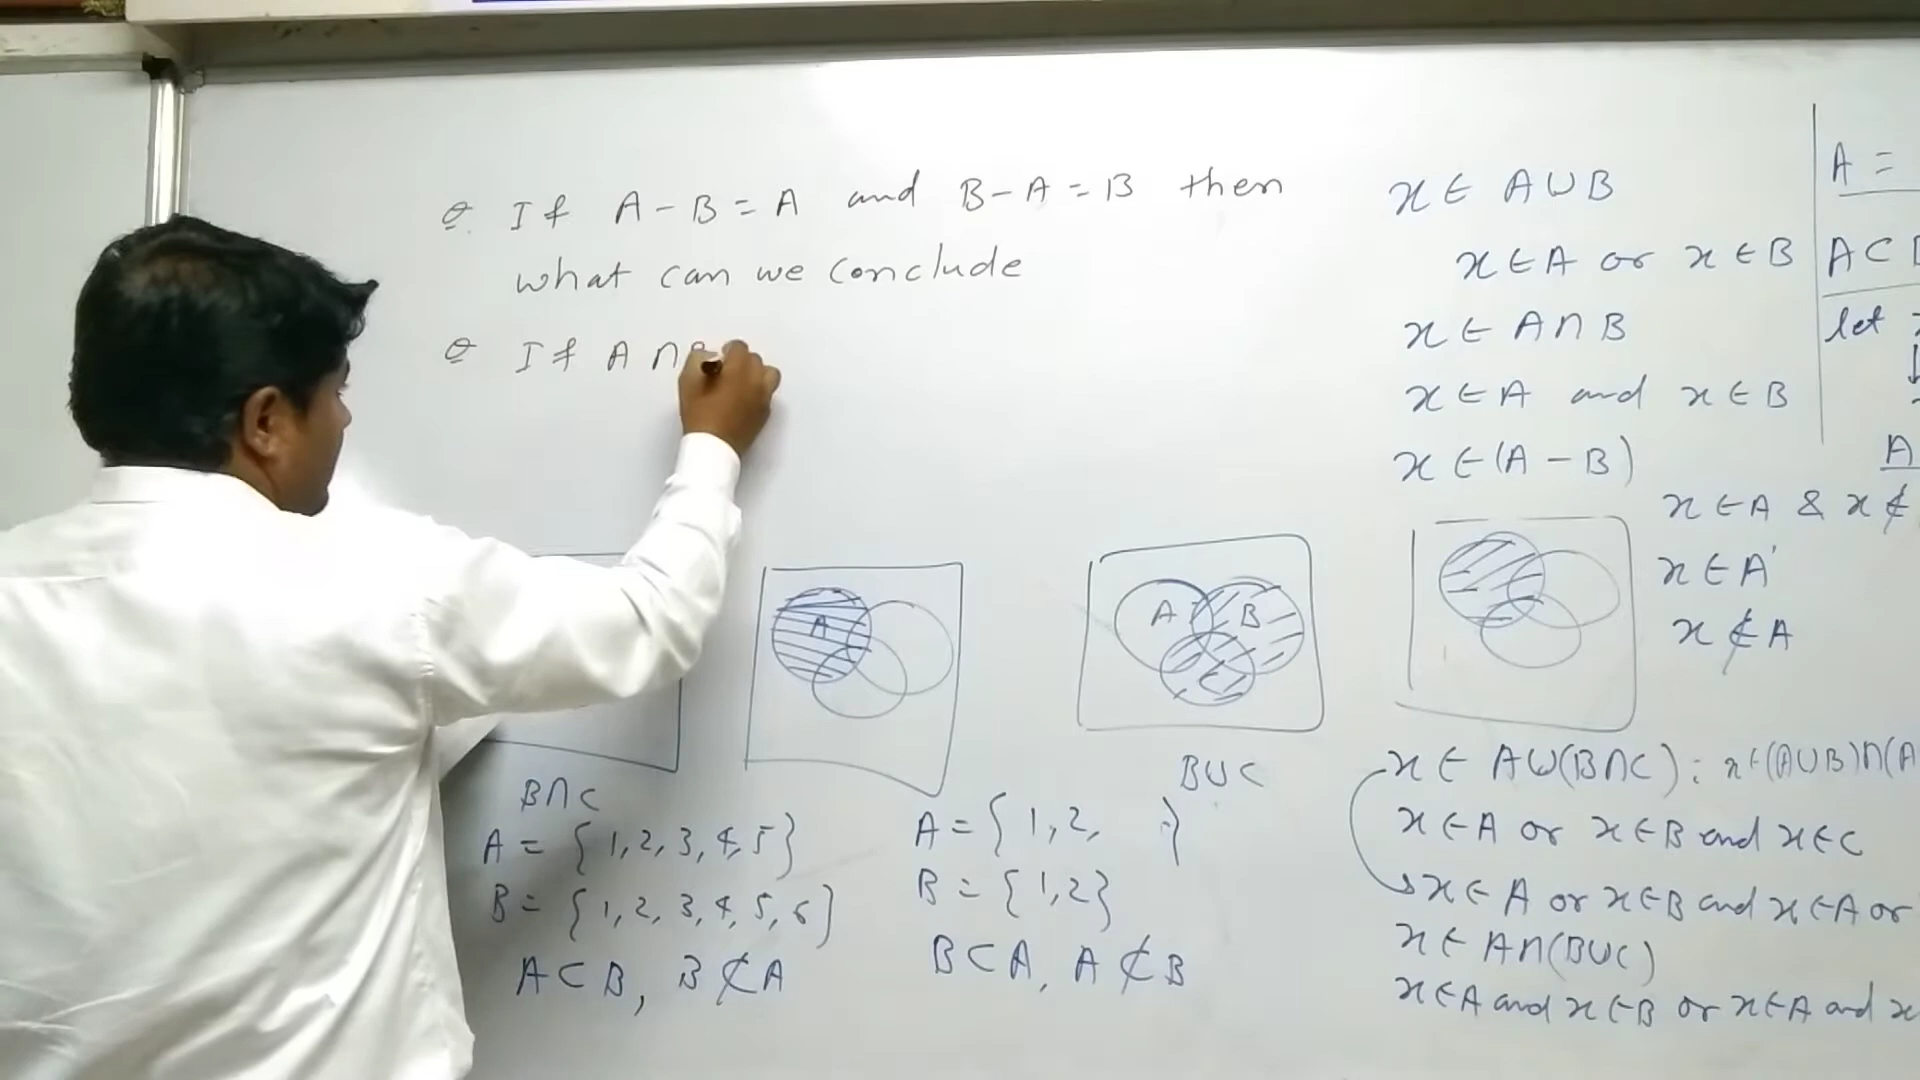 Q. If A - B = A and B - A = B then
what can we conclude
Q If A ∩
A
A B
C
B∩C
B∪C
A = {1,2,3,4,5}
B = {1,2,3,4,5,6}
A⊂B, B⊄A
A = {1,2, }
B = {1,2}
B⊂A, A⊄B
x ∈ A∪B
x∈A or x∈B
x ∈ A∩B
x∈A and x∈B
x∈(A - B)
x∈A & x∉
x∈A'
x∉A
x ∈ A∪(B∩C) : x∈(A∪B)∩(A
x∈A or x∈B and x∈C
x∈A or x∈B and x∈A or
x∈ A∩(B∪C)
x∈A and x∈B or x∈A and x
A =
A⊂
let
A